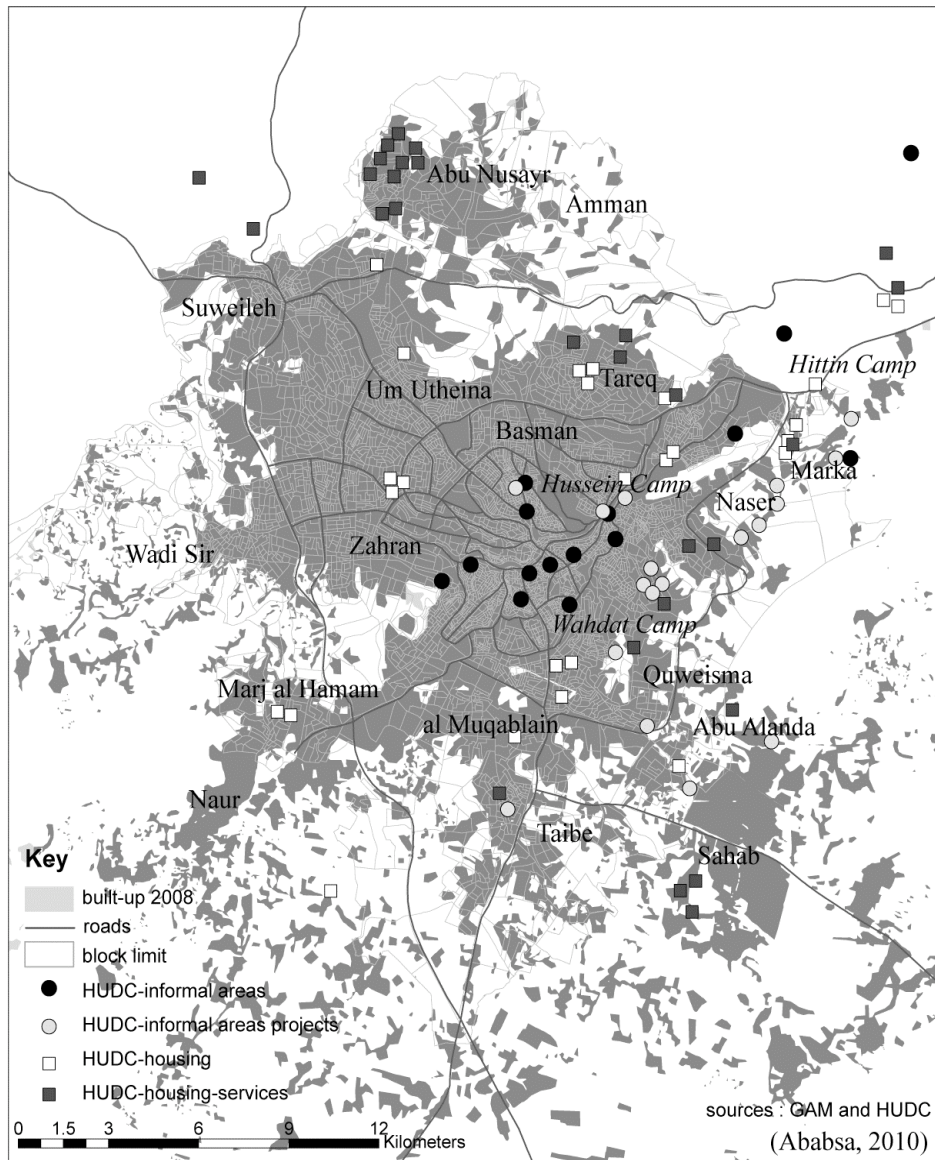 Abu Nusayr
Amman
Suweileh
Hittin Camp
Um Utheina
Tareq
Basman
Marka
Hussein Camp
Naser
Zahran
Wadi Sir
Wahdat Camp
Quweisma
Marj al Hamam
al Muqablain
Abu Alanda
Naur
Taibe
Sahab
Key
built-up 2008
roads
block limit
HUDC-informal areas
HUDC-informal areas projects
HUDC-housing
HUDC-housing-services
0 1.5 3 6 9 12
Kilometers
sources : GAM and HUDC
(Ababsa, 2010)